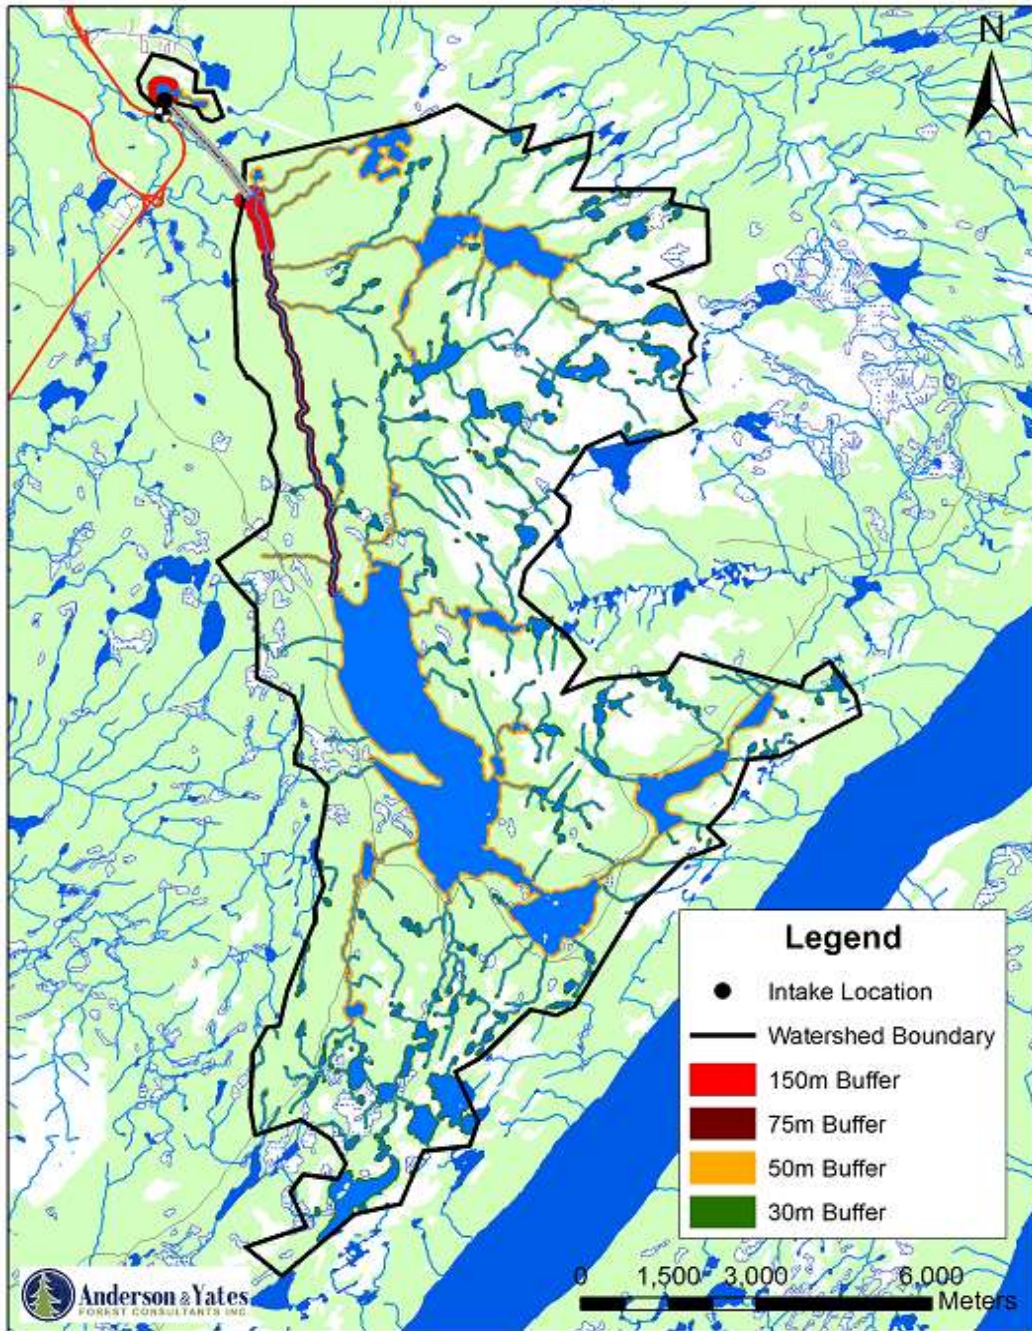 N
Legend
Intake Location
Watershed Boundary
150m Buffer
75m Buffer
50m Buffer
30m Buffer
0 1,500 3,000 6,000
Meters
Anderson & Yates
FOREST CONSULTANTS INC